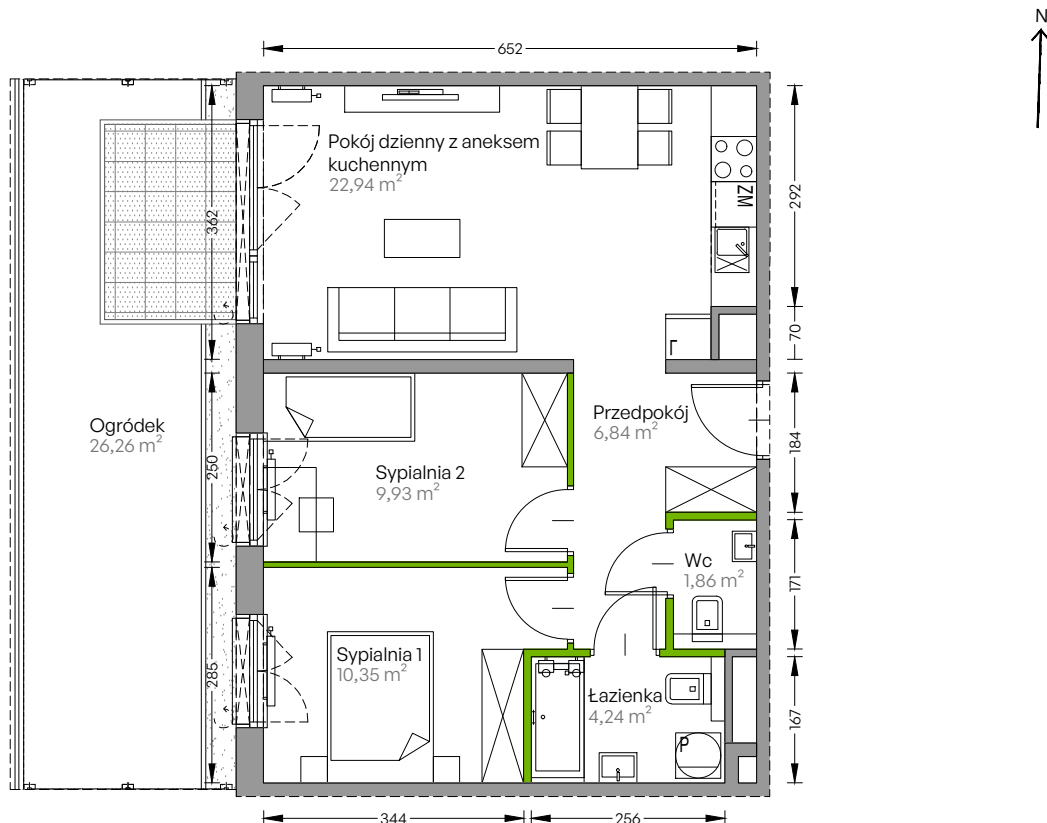 N
652
Pokój dzienny z aneksem
kuchennym
22,94 m²
362
292
ZM
70
L
Przedpokój
6,84 m²
184
Ogródek
26,26 m²
250
Sypialnia 2
9,93 m²
Wc
1,86 m²
171
285
Sypialnia 1
10,35 m²
Łazienka
4,24 m²
P
167
344
256